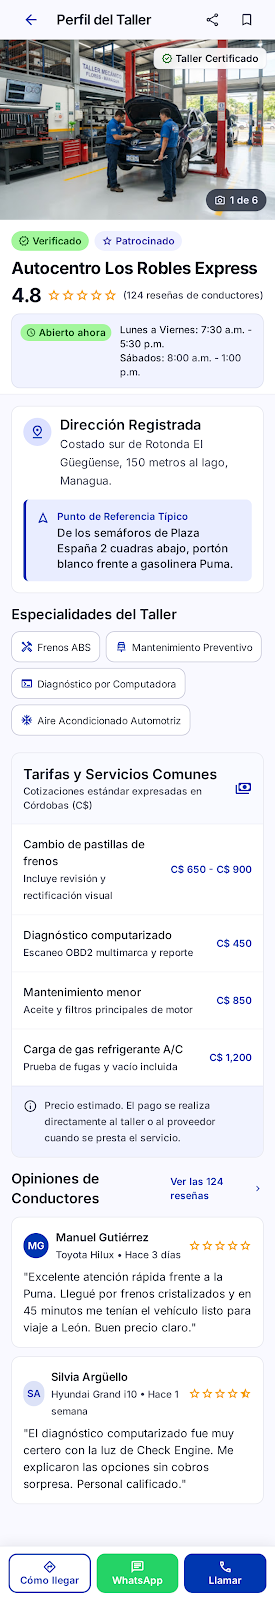 Perfil del Taller
TALLER MECÁNICO
Taller Certificado
1 de 6
Verificado
Patrocinado
Autocentro Los Robles Express
4.8 (124 reseñas de conductores)
Abierto ahora
Lunes a Viernes: 7:30 a.m. -
5:30 p.m.
Sábados: 8:00 a.m. - 1:00
p.m.
Dirección Registrada
Costado sur de Rotonda El
Güegüense, 150 metros al lago,
Managua.
Punto de Referencia Típico
De los semáforos de Plaza
España 2 cuadras abajo, portón
blanco frente a gasolinera Puma.
Especialidades del Taller
Frenos ABS
Mantenimiento Preventivo
Diagnóstico por Computadora
Aire Acondicionado Automotriz
Tarifas y Servicios Comunes
Cotizaciones estándar expresadas en
Córdobas (C$)
Cambio de pastillas de
frenos
Incluye revisión y
rectificación visual
C$ 650 - C$ 900
Diagnóstico computarizado
Escaneo OBD2 multimarca y reporte
C$ 450
Mantenimiento menor
Aceite y filtros principales de motor
C$ 850
Carga de gas refrigerante A/C
Prueba de fugas y vacío incluida
C$ 1,200
Precio estimado. El pago se realiza
directamente al taller o al proveedor
cuando se presta el servicio.
Opiniones de
Conductores
Ver las 124
reseñas
MG
Manuel Gutiérrez
Toyota Hilux • Hace 3 días
"Excelente atención rápida frente a la
Puma. Llegué por frenos cristalizados y en
45 minutos me tenían el vehículo listo para
viaje a León. Buen precio claro."
SA
Silvia Argüello
Hyundai Grand i10 • Hace 1
semana
"El diagnóstico computarizado fue muy
certero con la luz de Check Engine. Me
explicaron las opciones sin cobros
sorpresa. Personal calificado."
Cómo llegar
WhatsApp
Llamar